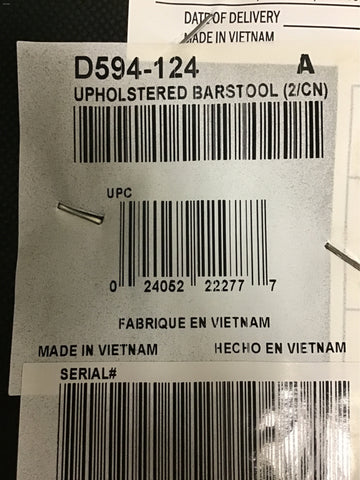 DATE OF DELIVERY
MADE IN VIETNAM
D594-124 A
UPHOLSTERED BARSTOOL (2/CN)
UPC
0 24052 22277 7
FABRIQUE EN VIETNAM
MADE IN VIETNAM HECHO EN VIETNAM
SERIAL#